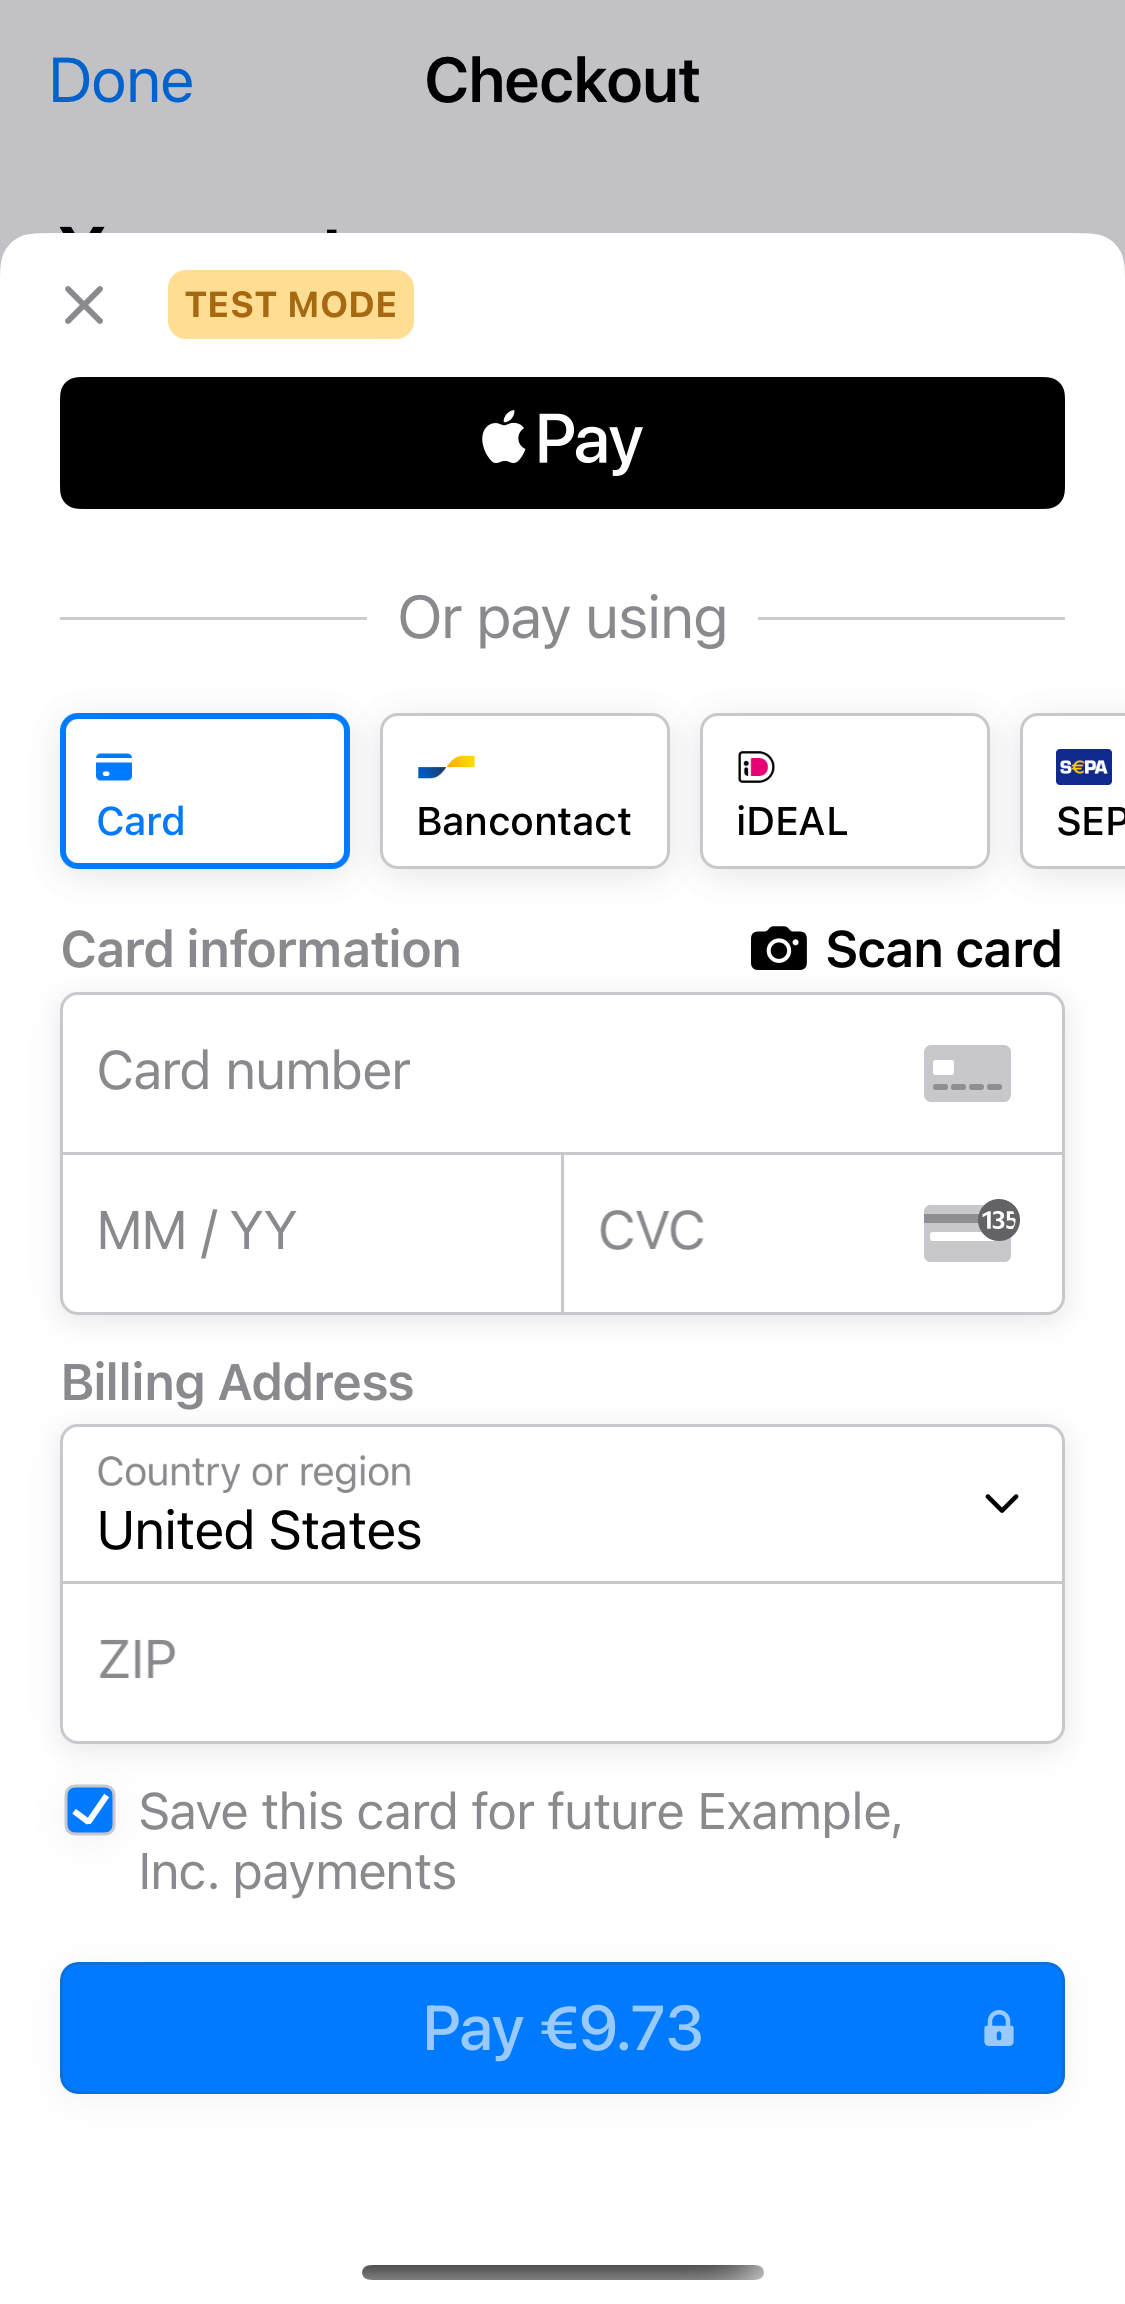 Done
Checkout
TEST MODE
Pay
Or pay using
Card
Bancontact
iDEAL
SEPA
SEP
Card information
Scan card
Card number
MM / YY
CVC
135
Billing Address
Country or region
United States
ZIP
Save this card for future Example,
Inc. payments
Pay €9.73